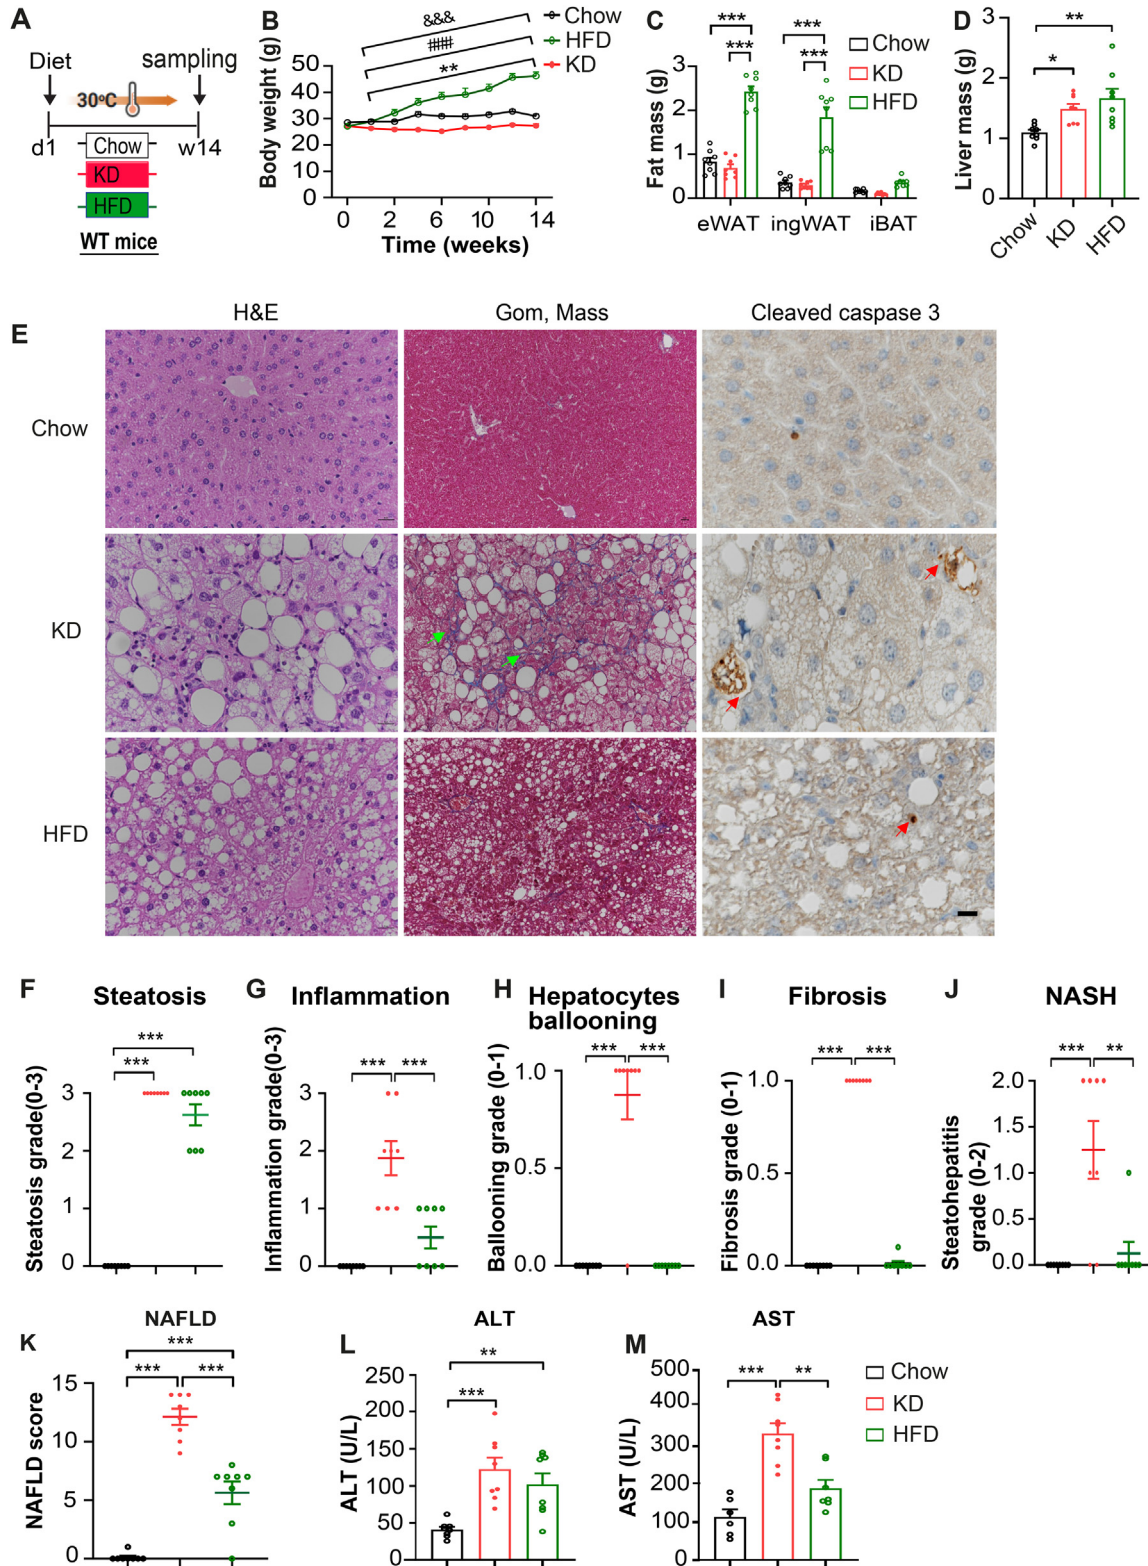 A
Diet
sampling
30°C
d1
w14
Chow
KD
HFD
WT mice
B
&&&
###
**
Chow
HFD
KD
Body weight (g)
50
40
30
20
10
0
0 2 6 10 14
Time (weeks)
C
***
***
***
***
Chow
KD
HFD
Fat mass (g)
3
2
1
0
eWAT ingWAT iBAT
D
**
*
Liver mass (g)
3
2
1
0
Chow KD HFD
E
H&E
Gom, Mass
Cleaved caspase 3
Chow
KD
HFD
F
Steatosis
***
***
Steatosis grade(0-3)
3
2
1
0
G
Inflammation
*** ***
Inflammation grade(0-3)
3
2
1
0
H
Hepatocytes
ballooning
*** ***
Ballooning grade (0-1)
1.0
0.5
0.0
I
Fibrosis
*** ***
Fibrosis grade (0-1)
1.0
0.5
0.0
J
NASH
*** **
Steatohepatitis
grade (0-2)
2.0
1.5
1.0
0.5
0.0
K
NAFLD
***
*** ***
NAFLD score
15
10
5
0
L
ALT
**
***
ALT (U/L)
250
200
150
100
50
0
M
AST
*** **
AST (U/L)
500
400
300
200
100
0
Chow
KD
HFD